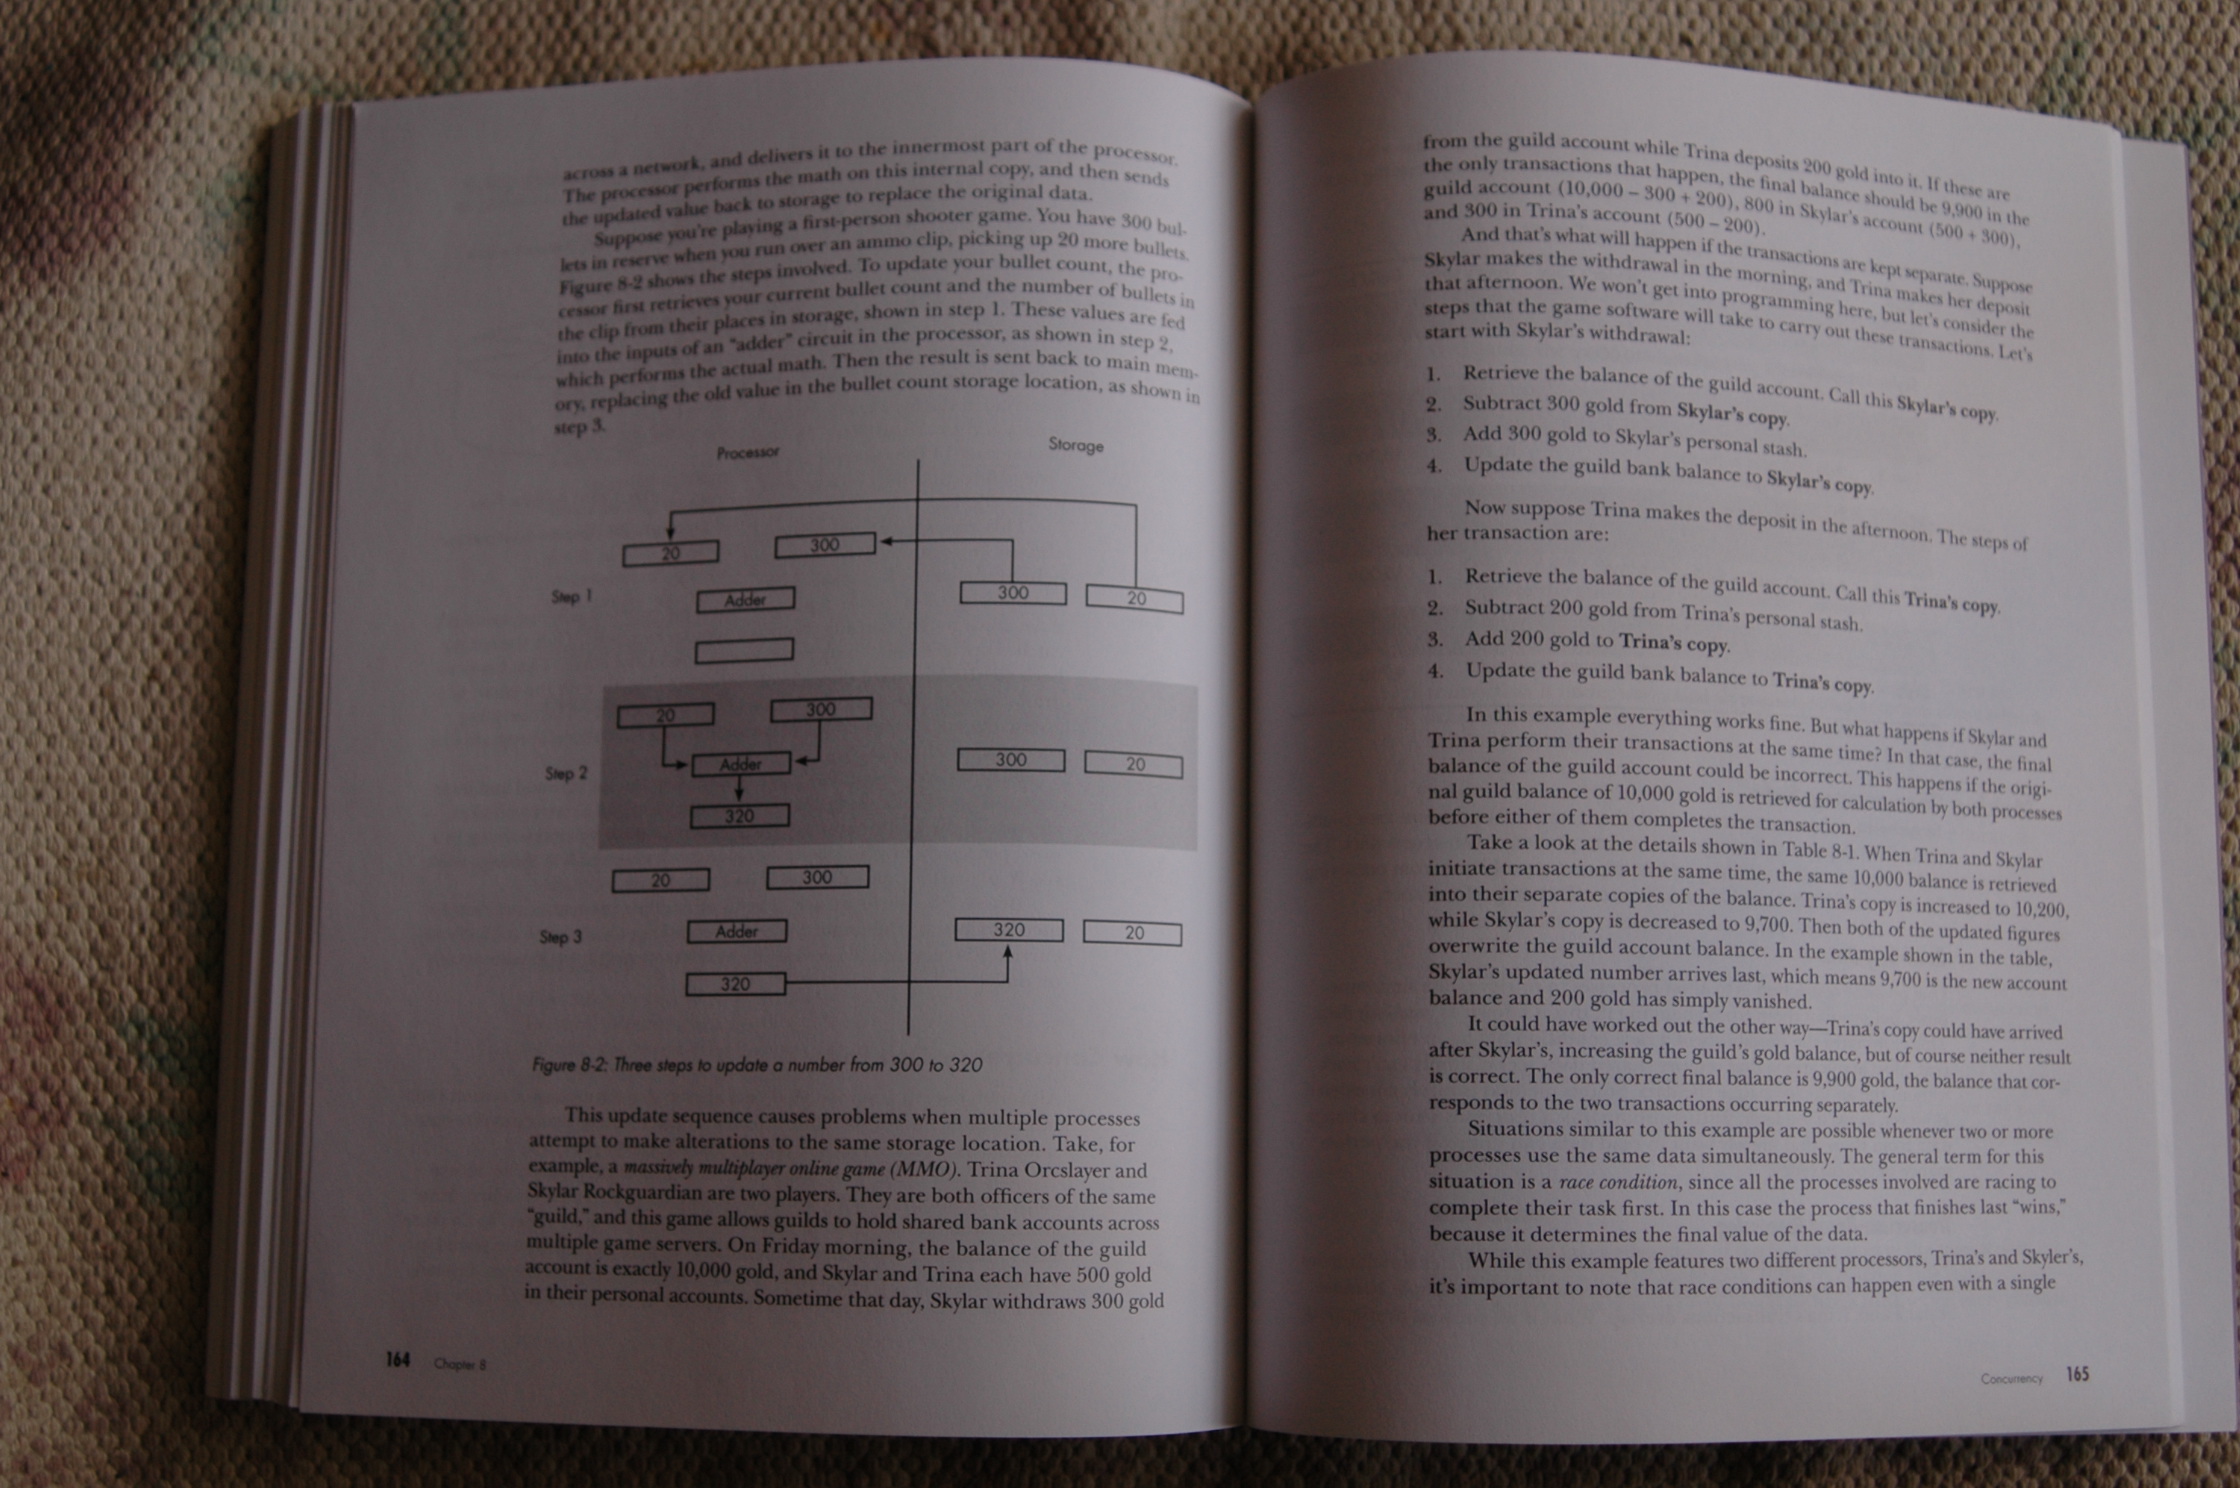 across a network, and delivers it to the innermost part of the processor.
The processor performs the math on this internal copy, and then sends
the updated value back to storage to replace the original data.
Suppose you're playing a first-person shooter game. You have 300 bul-
lets in reserve when you run over an ammo clip, picking up 20 more bullets.
Figure 8-2 shows the steps involved. To update your bullet count, the pro-
cessor first retrieves your current bullet count and the number of bullets in
the clip from their places in storage, shown in step 1. These values are fed
into the inputs of an "adder" circuit in the processor, as shown in step 2,
which performs the actual math. Then the result is sent back to main mem-
ory, replacing the old value in the bullet count storage location, as shown in
step 3.
Processor
Storage
Step 1
20
300
Adder
300
20
Step 2
20
300
Adder
320
300
20
Step 3
20
300
Adder
320
320
20
Figure 8-2: Three steps to update a number from 300 to 320
This update sequence causes problems when multiple processes
attempt to make alterations to the same storage location. Take, for
example, a massively multiplayer online game (MMO). Trina Orcslayer and
Skylar Rockguardian are two players. They are both officers of the same
"guild," and this game allows guilds to hold shared bank accounts across
multiple game servers. On Friday morning, the balance of the guild
account is exactly 10,000 gold, and Skylar and Trina each have 500 gold
in their personal accounts. Sometime that day, Skylar withdraws 300 gold
164 Chapter 8
from the guild account while Trina deposits 200 gold into it. If these are
the only transactions that happen, the final balance should be 9,900 in the
guild account (10,000 – 300 + 200), 800 in Skylar's account (500 + 300),
and 300 in Trina's account (500 – 200).
And that's what will happen if the transactions are kept separate. Suppose
Skylar makes the withdrawal in the morning, and Trina makes her deposit
that afternoon. We won't get into programming here, but let's consider the
steps that the game software will take to carry out these transactions. Let's
start with Skylar's withdrawal:
1. Retrieve the balance of the guild account. Call this Skylar's copy.
2. Subtract 300 gold from Skylar's copy.
3. Add 300 gold to Skylar's personal stash.
4. Update the guild bank balance to Skylar's copy.
Now suppose Trina makes the deposit in the afternoon. The steps of
her transaction are:
1. Retrieve the balance of the guild account. Call this Trina's copy.
2. Subtract 200 gold from Trina's personal stash.
3. Add 200 gold to Trina's copy.
4. Update the guild bank balance to Trina's copy.
In this example everything works fine. But what happens if Skylar and
Trina perform their transactions at the same time? In that case, the final
balance of the guild account could be incorrect. This happens if the origi-
nal guild balance of 10,000 gold is retrieved for calculation by both processes
before either of them completes the transaction.
Take a look at the details shown in Table 8-1. When Trina and Skylar
initiate transactions at the same time, the same 10,000 balance is retrieved
into their separate copies of the balance. Trina's copy is increased to 10,200,
while Skylar's copy is decreased to 9,700. Then both of the updated figures
overwrite the guild account balance. In the example shown in the table,
Skylar's updated number arrives last, which means 9,700 is the new account
balance and 200 gold has simply vanished.
It could have worked out the other way—Trina's copy could have arrived
after Skylar's, increasing the guild's gold balance, but of course neither result
is correct. The only correct final balance is 9,900 gold, the balance that cor-
responds to the two transactions occurring separately.
Situations similar to this example are possible whenever two or more
processes use the same data simultaneously. The general term for this
situation is a race condition, since all the processes involved are racing to
complete their task first. In this case the process that finishes last "wins,"
because it determines the final value of the data.
While this example features two different processors, Trina's and Skyler's,
it's important to note that race conditions can happen even with a single
Concurrency 165